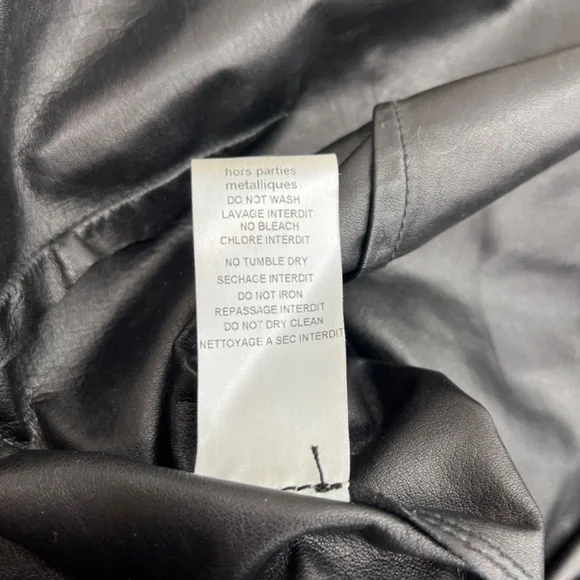 hors parties
metalliques
DO NOT WASH
LAVAGE INTERDIT
NO BLEACH
CHLORE INTERDIT
NO TUMBLE DRY
SECHACE INTERDIT
DO NOT IRON
REPASSAGE INTERDIT
DO NOT DRY CLEAN
NETTOYAGE A SEC INTERDIT